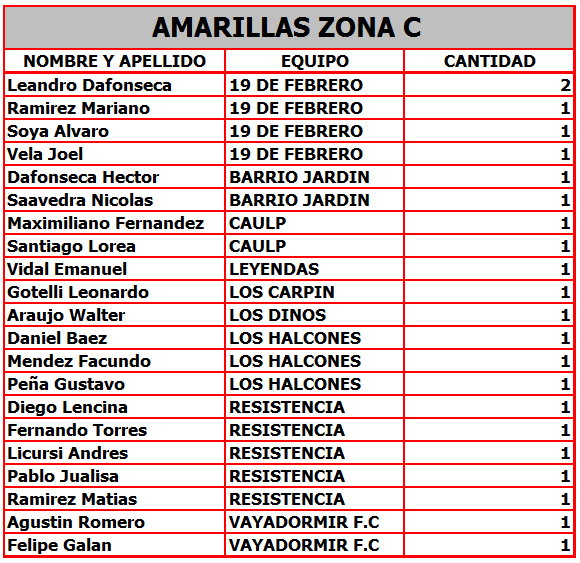 AMARILLAS ZONA C
NOMBRE Y APELLIDO EQUIPO CANTIDAD
Leandro Dafonseca 19 DE FEBRERO 2
Ramirez Mariano 19 DE FEBRERO 1
Soya Alvaro 19 DE FEBRERO 1
Vela Joel 19 DE FEBRERO 1
Dafonseca Hector BARRIO JARDIN 1
Saavedra Nicolas BARRIO JARDIN 1
Maximiliano Fernandez CAULP 1
Santiago Lorea CAULP 1
Vidal Emanuel LEYENDAS 1
Gotelli Leonardo LOS CARPIN 1
Araujo Walter LOS DINOS 1
Daniel Baez LOS HALCONES 1
Mendez Facundo LOS HALCONES 1
Peña Gustavo LOS HALCONES 1
Diego Lencina RESISTENCIA 1
Fernando Torres RESISTENCIA 1
Licursi Andres RESISTENCIA 1
Pablo Jualisa RESISTENCIA 1
Ramirez Matias RESISTENCIA 1
Agustin Romero VAYADORMIR F.C 1
Felipe Galan VAYADORMIR F.C 1